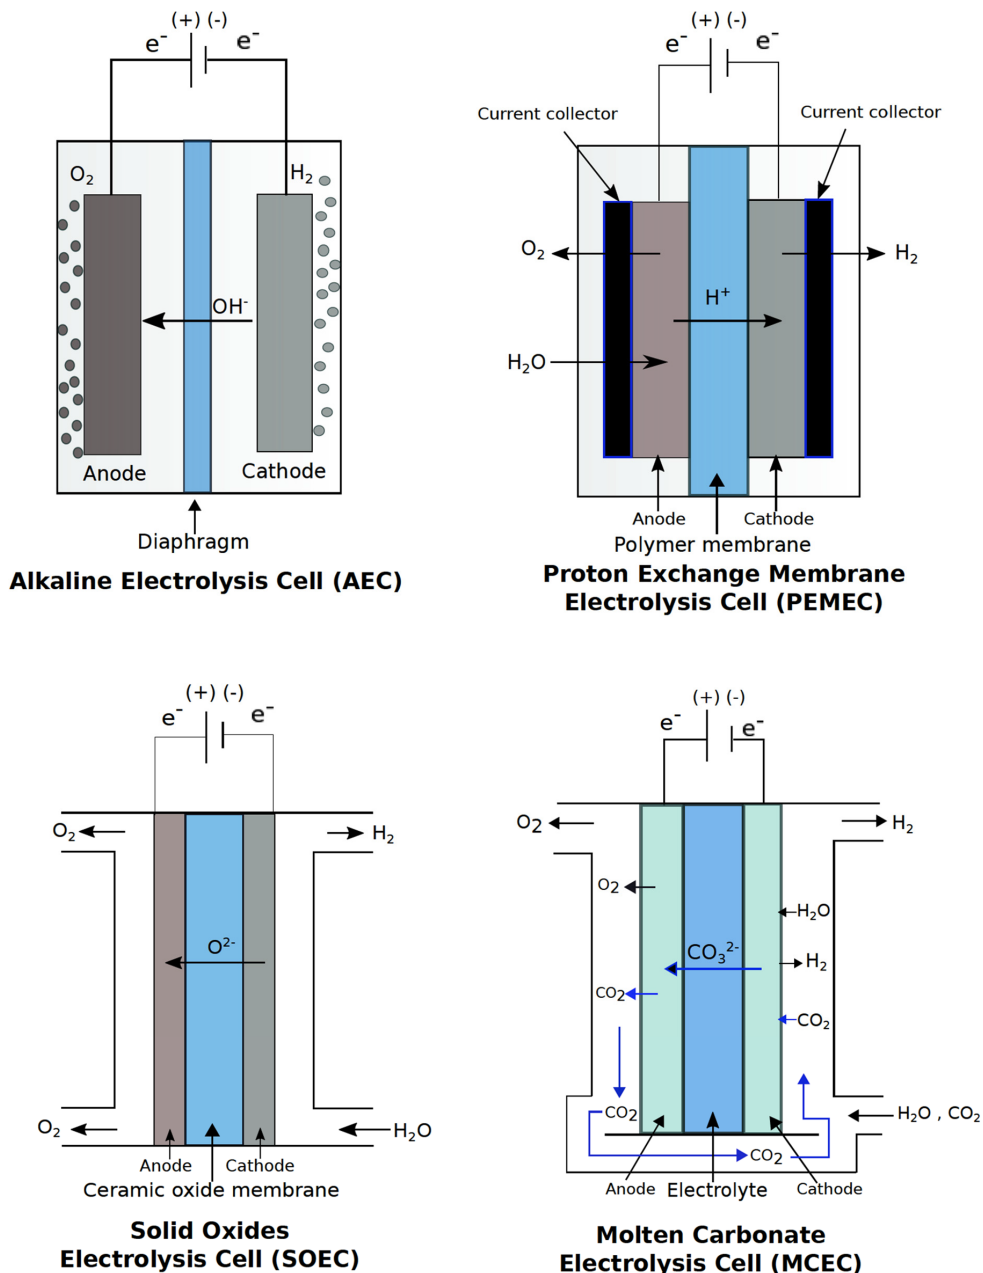 (+) (-)
e⁻ e⁻
O₂
H₂
OH⁻
Anode
Cathode
Diaphragm
Alkaline Electrolysis Cell (AEC)
(+) (-)
e⁻ e⁻
Current collector
Current collector
O₂
H₂
H⁺
H₂O
Anode
Cathode
Polymer membrane
Proton Exchange Membrane
Electrolysis Cell (PEMEC)
(+) (-)
e⁻ e⁻
O₂
H₂
O²⁻
O₂
H₂O
Anode
Cathode
Ceramic oxide membrane
Solid Oxides
Electrolysis Cell (SOEC)
(+) (-)
e⁻ e⁻
O₂
H₂
O₂
H₂O
CO₃²⁻
H₂
CO₂
CO₂
CO₂
H₂O , CO₂
CO₂
Anode
Electrolyte
Cathode
Molten Carbonate
Electrolysis Cell (MCEC)